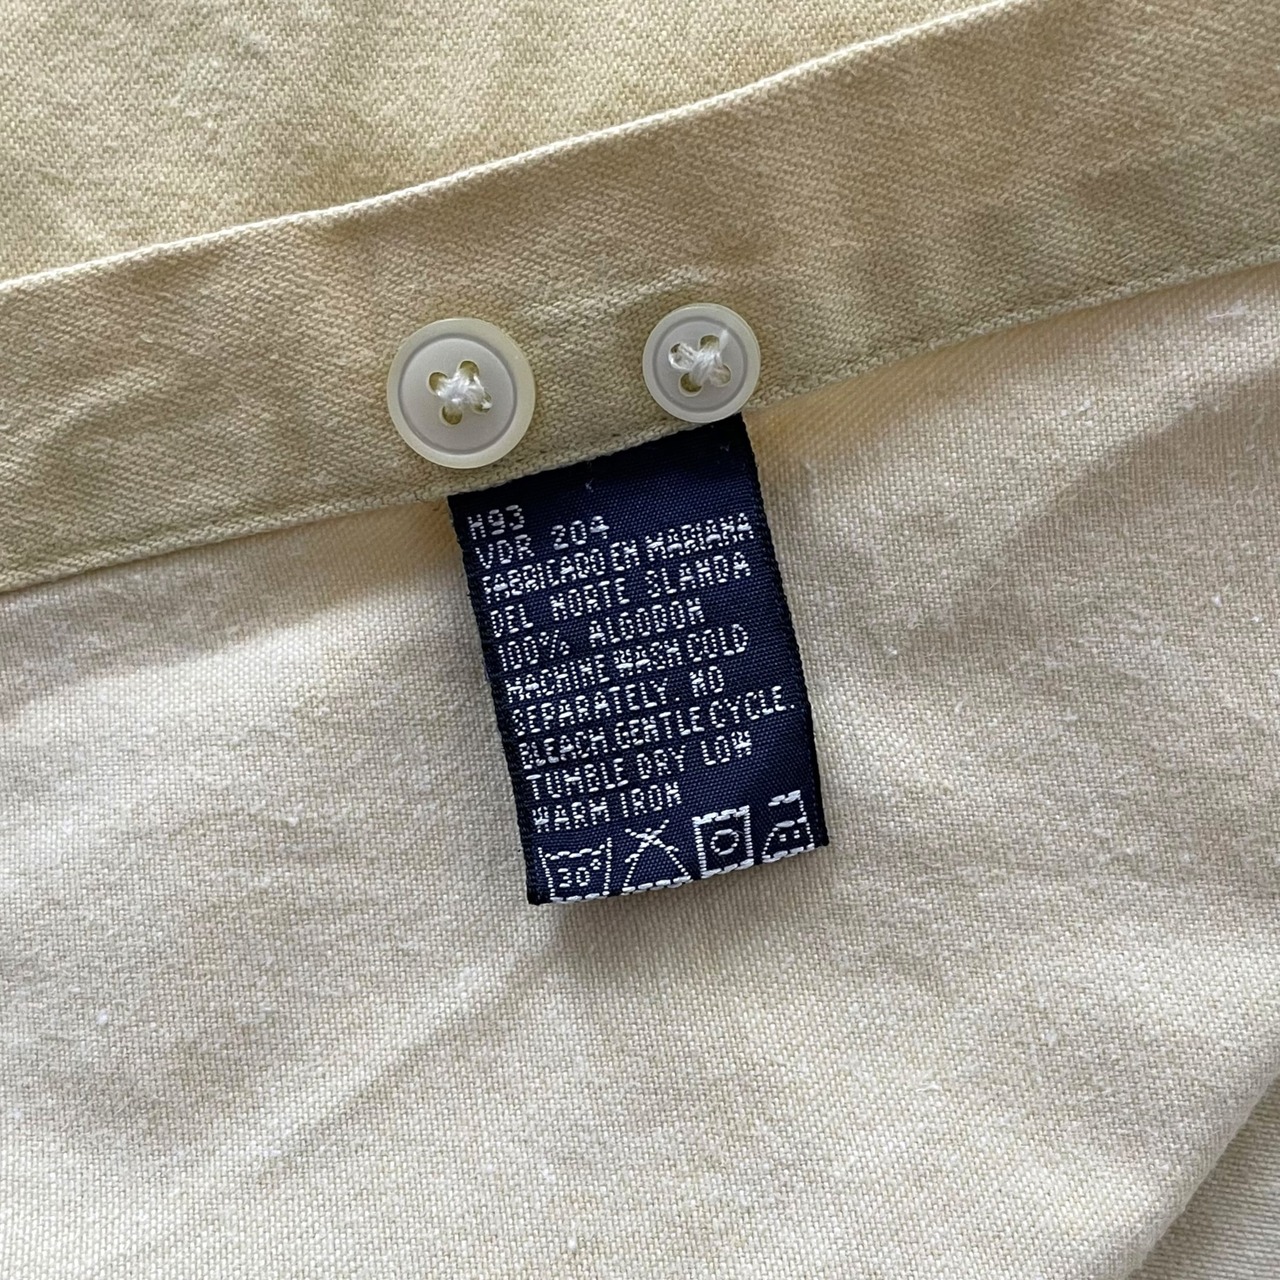 H93
VDR 204
FABRICADO EN MARIANA
DEL NORTE SLANDA
100% ALGODON
MACHINE WASH COLD
SEPARATELY. NO
BLEACH. GENTLE CYCLE.
TUMBLE DRY LOW
WARM IRON
30°